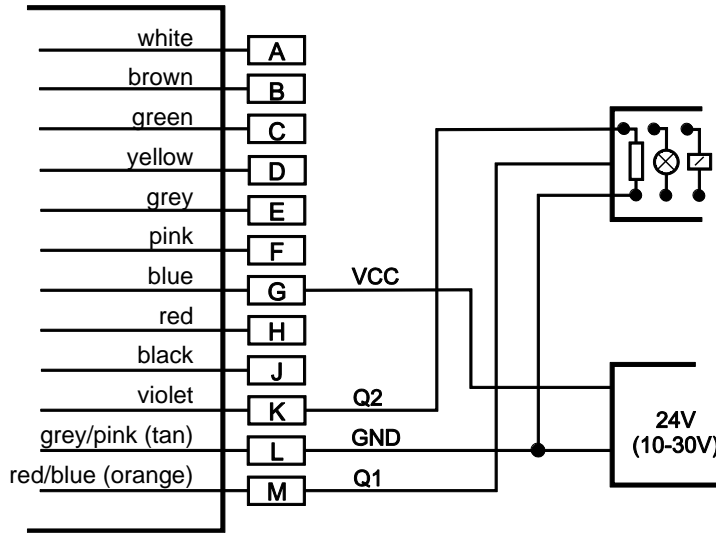 white A
brown B
green C
yellow D
grey E
pink F
blue G VCC
red H
black J
violet K Q2
grey/pink (tan) L GND
red/blue (orange) M Q1
24V
(10-30V)